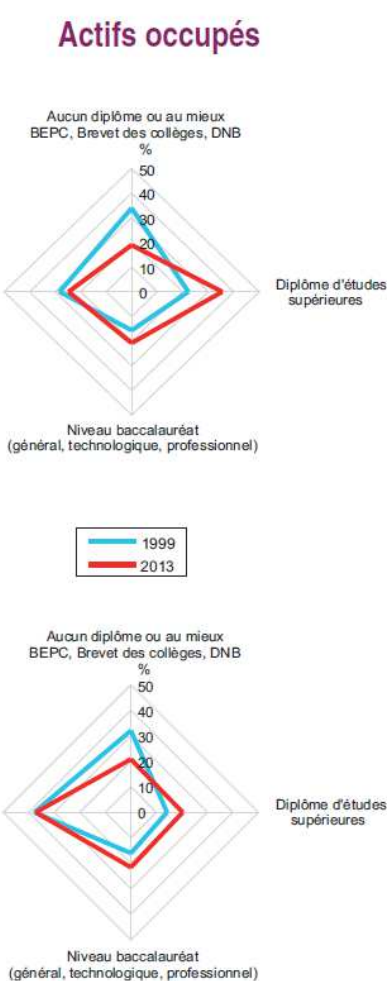 Actifs occupés
Aucun diplôme ou au mieux
BEPC, Brevet des collèges, DNB
%
50
40
30
20
10
0
Diplôme d'études
supérieures
Niveau baccalauréat
(général, technologique, professionnel)
1999
2013
Aucun diplôme ou au mieux
BEPC, Brevet des collèges, DNB
%
50
40
30
20
10
0
Diplôme d'études
supérieures
Niveau baccalauréat
(général, technologique, professionnel)